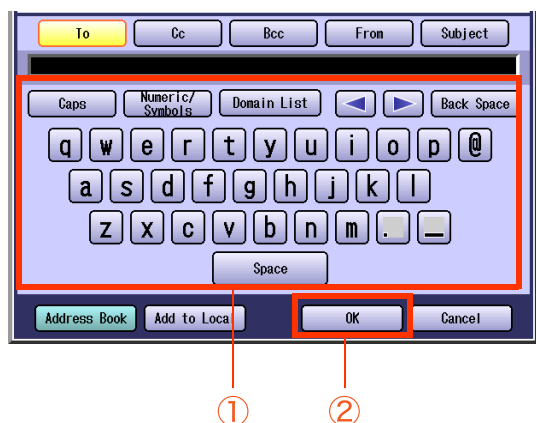 To Cc Bcc From Subject
Caps Numeric/ Symbols Domain List Back Space
q w e r t y u i o p @
a s d f g h j k l
z x c v b n m . _
Space
Address Book Add to Local OK Cancel
① ②